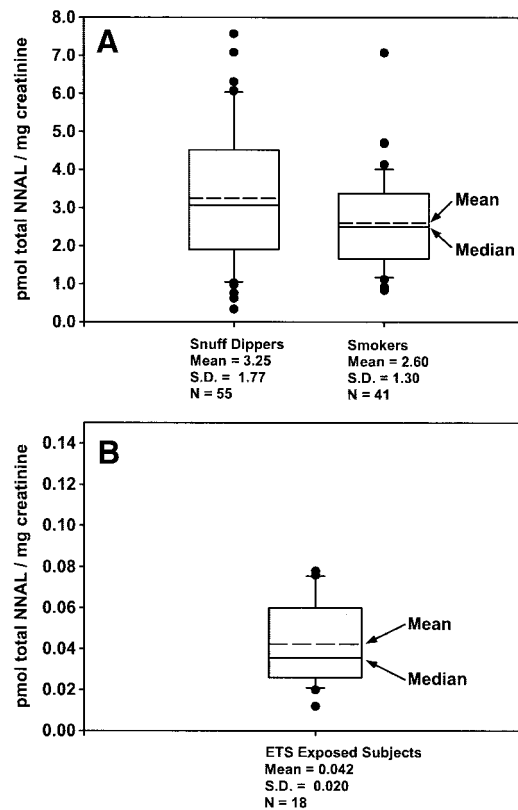 A
pmol total NNAL / mg creatinine
8.0
7.0
6.0
5.0
4.0
3.0
2.0
1.0
0.0
Mean
Median
Snuff Dippers
Mean = 3.25
S.D. = 1.77
N = 55
Smokers
Mean = 2.60
S.D. = 1.30
N = 41
B
pmol total NNAL / mg creatinine
0.14
0.12
0.10
0.08
0.06
0.04
0.02
0.00
Mean
Median
ETS Exposed Subjects
Mean = 0.042
S.D. = 0.020
N = 18